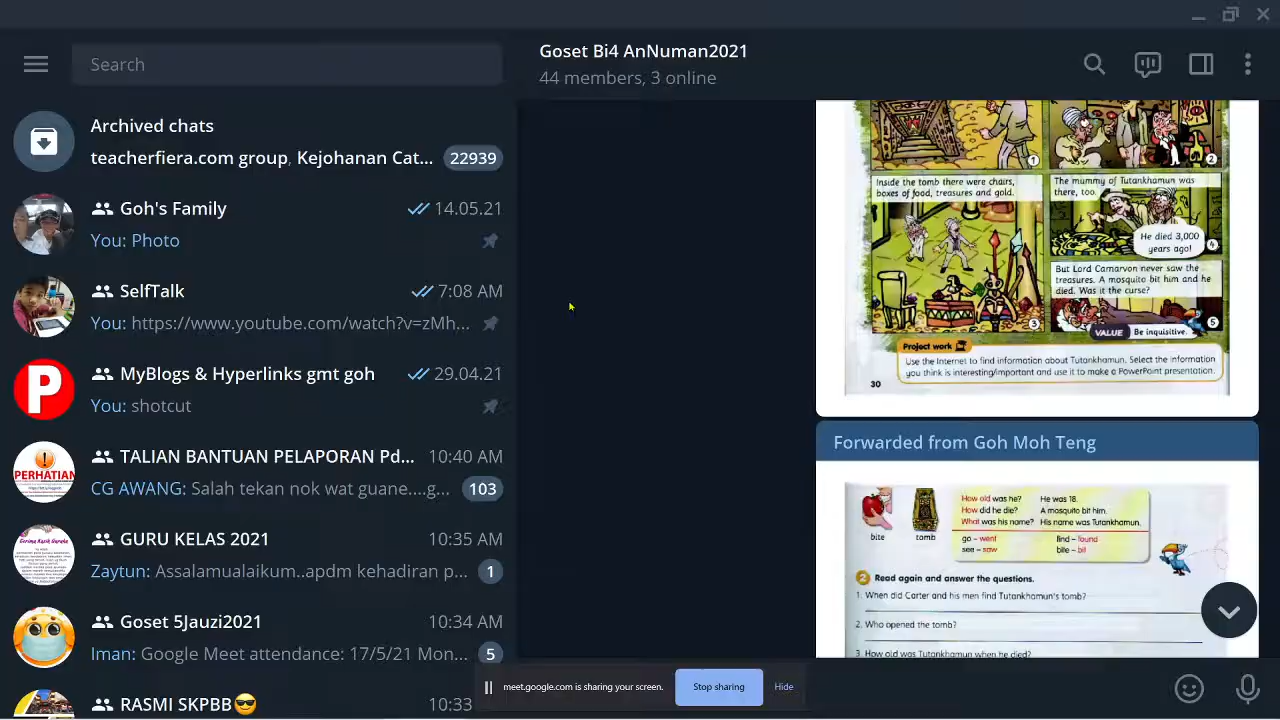 Search
Archived chats
teacherfiera.com group, Kejohanan Cat...
22939
Goh's Family
14.05.21
You: Photo
SelfTalk
7:08 AM
You: https://www.youtube.com/watch?v=zMh...
MyBlogs & Hyperlinks gmt goh
29.04.21
You: shotcut
PERHATIAN
TALIAN BANTUAN PELAPORAN Pd...
10:40 AM
CG AWANG: Salah tekan nok wat guane....g...
103
GURU KELAS 2021
10:35 AM
Zaytun: Assalamualaikum..apdm kehadiran p...
1
Goset 5Jauzi2021
10:34 AM
Iman: Google Meet attendance: 17/5/21 Mon...
5
RASMI SKPBB😎
10:33
Goset Bi4 AnNuman2021
44 members, 3 online
1
2
Inside the tomb there were chairs,
boxes of food, treasures and gold.
3
The mummy of Tutankhamun was
there, too.
He died 3,000
years ago!
4
But Lord Carnarvon never saw the
treasures. A mosquito bit him and he
died. Was it the curse?
5
VALUE Be inquisitive.
Project work
Use the Internet to find information about Tutankhamun. Select the information
you think is interesting/important and use it to make a PowerPoint presentation.
30
Forwarded from Goh Moh Teng
bite
tomb
How old was he? He was 18.
How did he die? A mosquito bit him.
What was his name? His name was Tutankhamun.
go – went find – found
see – saw bite – bit
2 Read again and answer the questions.
1. When did Carter and his men find Tutankhamun's tomb?
2. Who opened the tomb?
3. How old was Tutankhamun when he died?
meet.google.com is sharing your screen.
Stop sharing
Hide